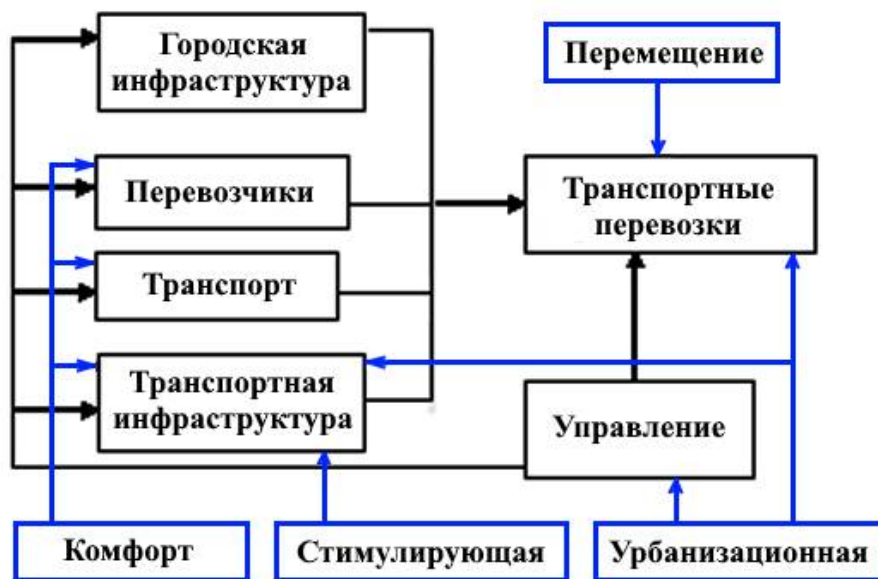 Городская
инфраструктура
Перемещение
Перевозчики
Транспортные
перевозки
Транспорт
Транспортная
инфраструктура
Управление
Комфорт
Стимулирующая
Урбанизационная